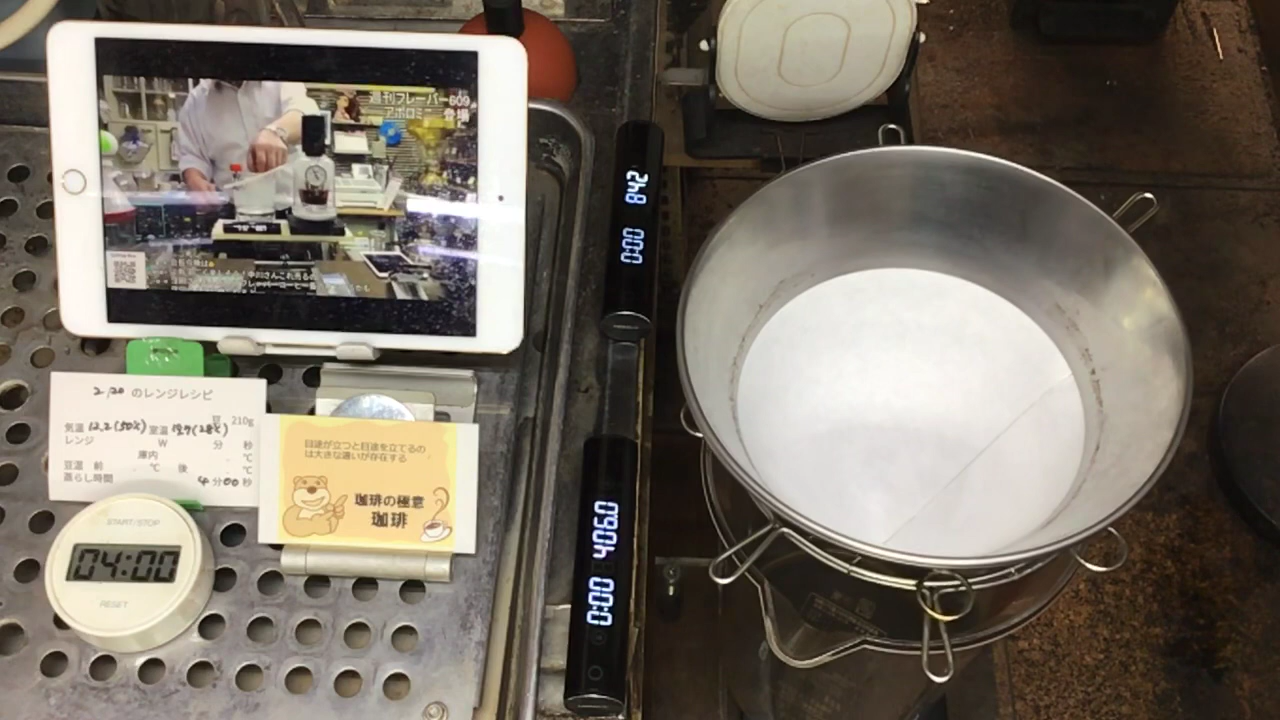 週刊フレーバー609
アポロミニ 登場
842
0:00
2/20 のレンジレシピ
豆 210g
気温 12.2(50%) 室温 19.7(28%)
レンジ W 分 秒
庫内 ℃
豆温 前 ℃ 後 ℃
蒸らし時間 4分00秒
目途が立つと目途を立てるの
は大きな違いが存在する
珈琲の極意
珈琲
406.0
0:00
START/STOP
04:00
RESET